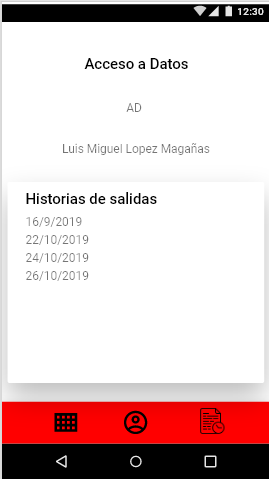 12:30
Acceso a Datos
AD
Luis Miguel Lopez Magañas
Historias de salidas
16/9/2019
22/10/2019
24/10/2019
26/10/2019